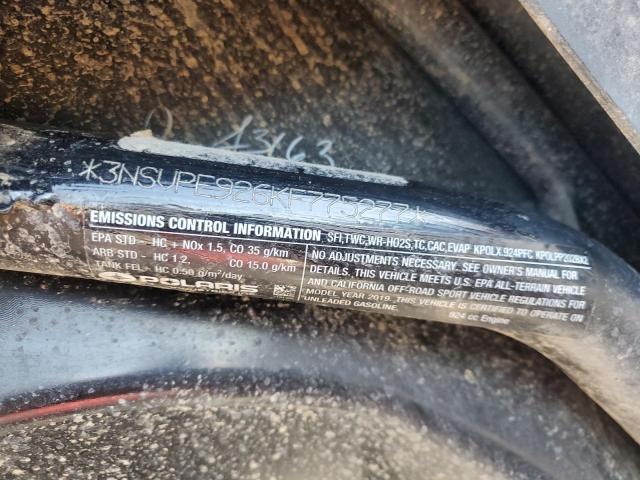 43163
*3NSVPE926KF775277*
EMISSIONS CONTROL INFORMATION SFI,TWC,WR-HO2S,TC,CAC,EVAP KPOLX.924PFC
EPA STD - HC + NOx 1.5, CO 35 g/km
ARB STD - HC 1.2, CO 15.0 g/km
TANK FEL - HC 0.50 g/m²/day
POLARIS
NO ADJUSTMENTS NECESSARY. SEE OWNER'S MANUAL FOR
DETAILS. THIS VEHICLE MEETS U.S. EPA ALL-TERRAIN VEHICLE
AND CALIFORNIA OFF-ROAD SPORT VEHICLE REGULATIONS FOR
MODEL YEAR 2019. THIS VEHICLE IS CERTIFIED TO OPERATE ON
UNLEADED GASOLINE.
924 cc Engine